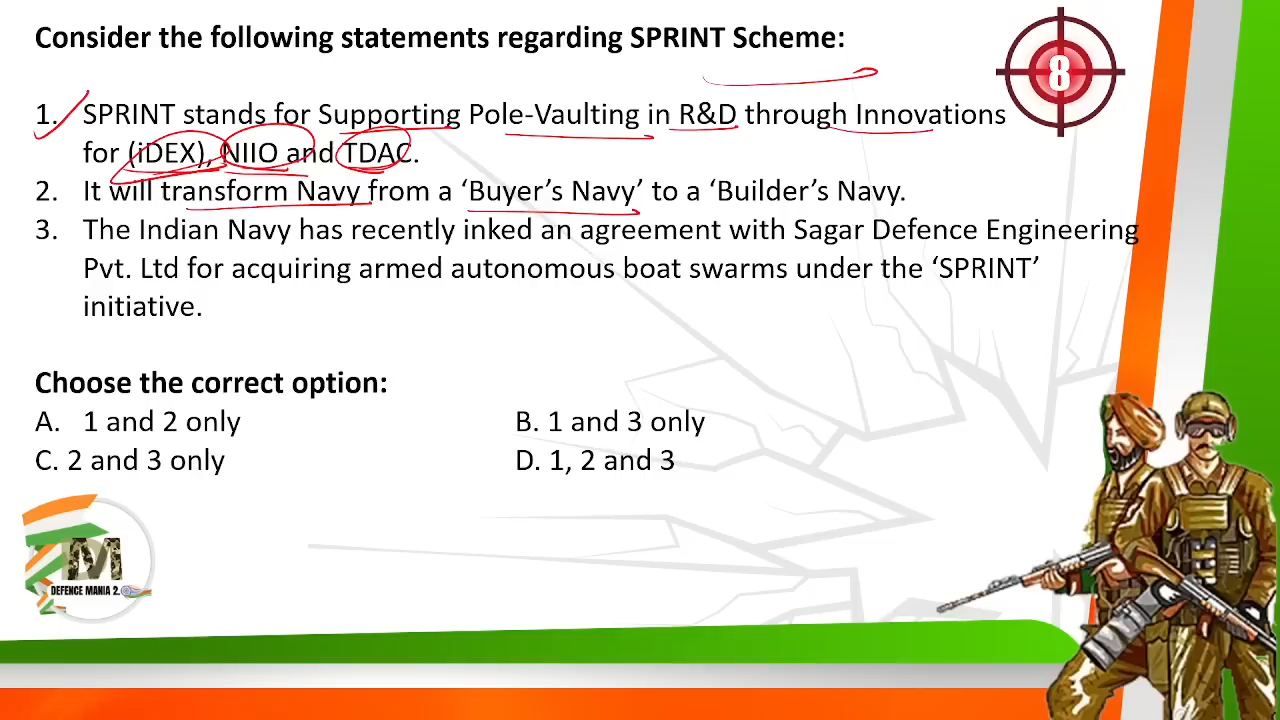 Consider the following statements regarding SPRINT Scheme:
8
1. SPRINT stands for Supporting Pole-Vaulting in R&D through Innovations
for (iDEX), NIIO and TDAC.
2. It will transform Navy from a ‘Buyer’s Navy’ to a ‘Builder’s Navy.
3. The Indian Navy has recently inked an agreement with Sagar Defence Engineering
Pvt. Ltd for acquiring armed autonomous boat swarms under the ‘SPRINT’
initiative.
Choose the correct option:
A. 1 and 2 only
B. 1 and 3 only
C. 2 and 3 only
D. 1, 2 and 3
M
DEFENCE MANIA 2.